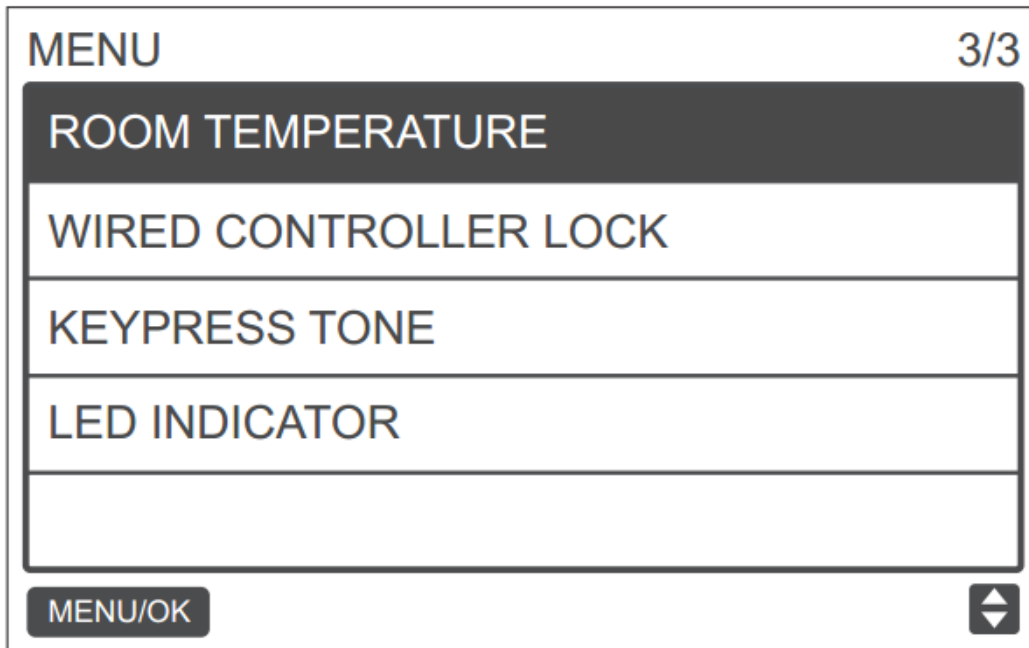 MENU 3/3
ROOM TEMPERATURE
WIRED CONTROLLER LOCK
KEYPRESS TONE
LED INDICATOR
MENU/OK